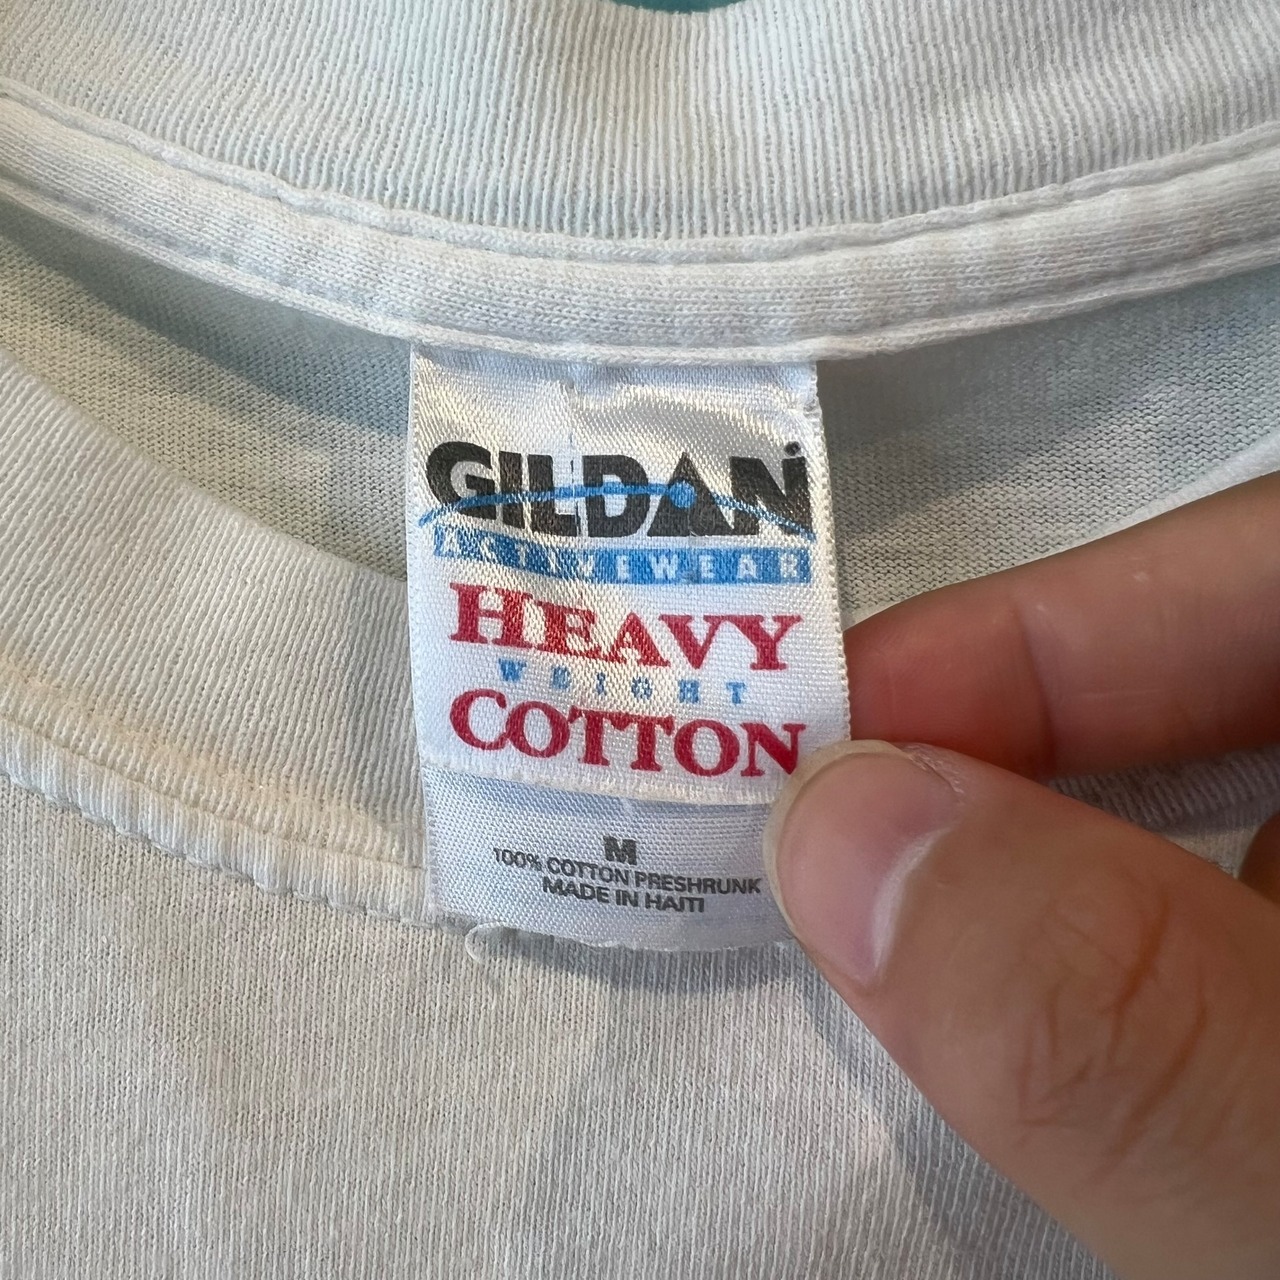 GILDAN
ACTIVEWEAR
HEAVY
WEIGHT
COTTON
M
100% COTTON PRESHRUNK
MADE IN HAITI